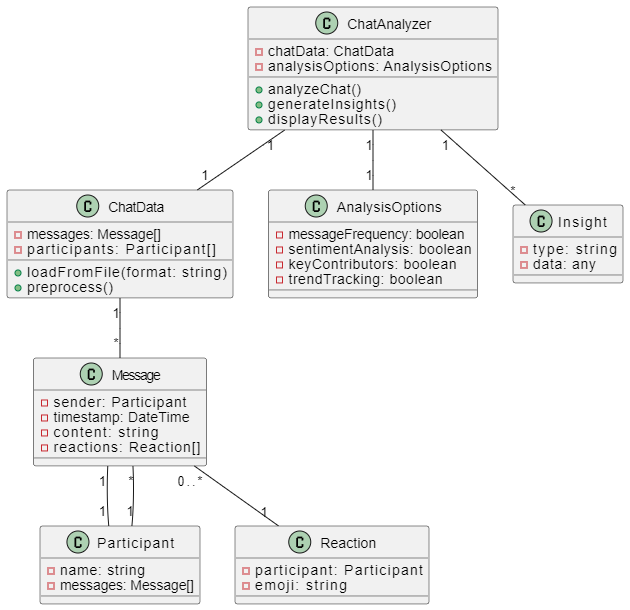 C ChatAnalyzer
chatData: ChatData
analysisOptions: AnalysisOptions
analyzeChat()
generateInsights()
displayResults()
1 1 1
1 1 *
C ChatData
messages: Message[]
participants: Participant[]
loadFromFile(format: string)
preprocess()
C AnalysisOptions
messageFrequency: boolean
sentimentAnalysis: boolean
keyContributors: boolean
trendTracking: boolean
C Insight
type: string
data: any
1
*
C Message
sender: Participant
timestamp: DateTime
content: string
reactions: Reaction[]
1 * 0..*
1 1 1
C Participant
name: string
messages: Message[]
C Reaction
participant: Participant
emoji: string